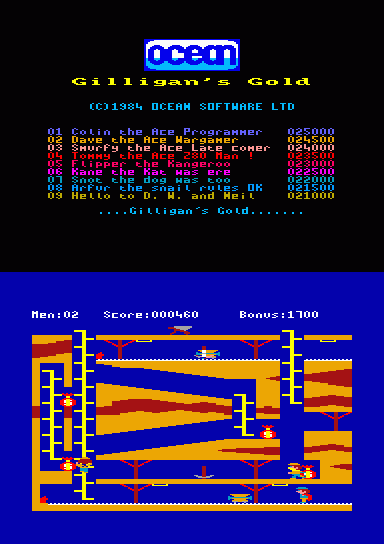 ocean
Gilligan's Gold
(C)1984 OCEAN SOFTWARE LTD
01 Colin the Ace Programmer 025000
02 Dave the Ace Wargamer 024500
03 Smurfy the Ace Late Comer 024000
04 Tommy the Ace Z80 Man ! 023500
05 Flipper the Kangeroo 023000
06 Kane the Kat was ere 022500
07 Snot the dog was too 022000
08 Arfur the snail rules OK 021500
09 Hello to D. W. and Neil 021000
....Gilligan's Gold.......
Men:02 Score:000460 Bonus:1700